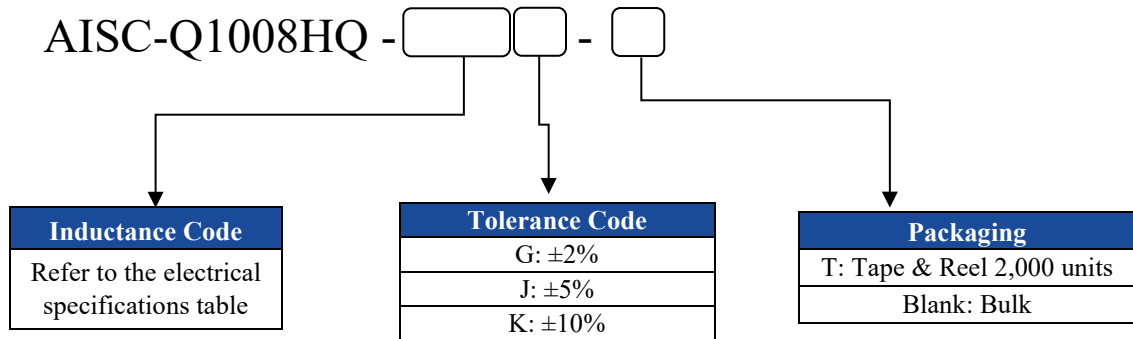 AISC-Q1008HQ - -
Inductance Code
Refer to the electrical
specifications table
Tolerance Code
G: ±2%
J: ±5%
K: ±10%
Packaging
T: Tape & Reel 2,000 units
Blank: Bulk